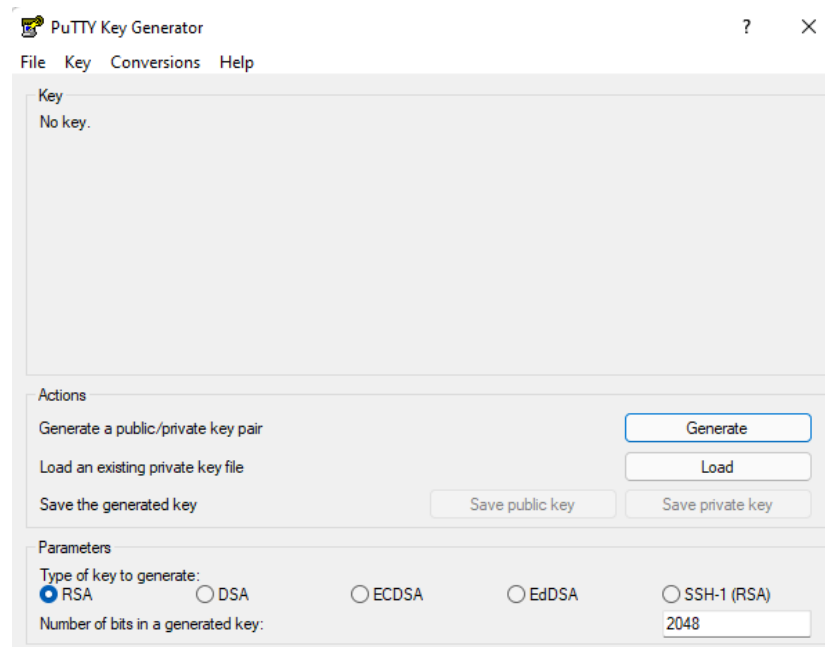 PuTTY Key Generator ?
File Key Conversions Help
Key
No key.
Actions
Generate a public/private key pair Generate
Load an existing private key file Load
Save the generated key Save public key Save private key
Parameters
Type of key to generate:
RSA DSA ECDSA EdDSA SSH-1 (RSA)
Number of bits in a generated key: 2048